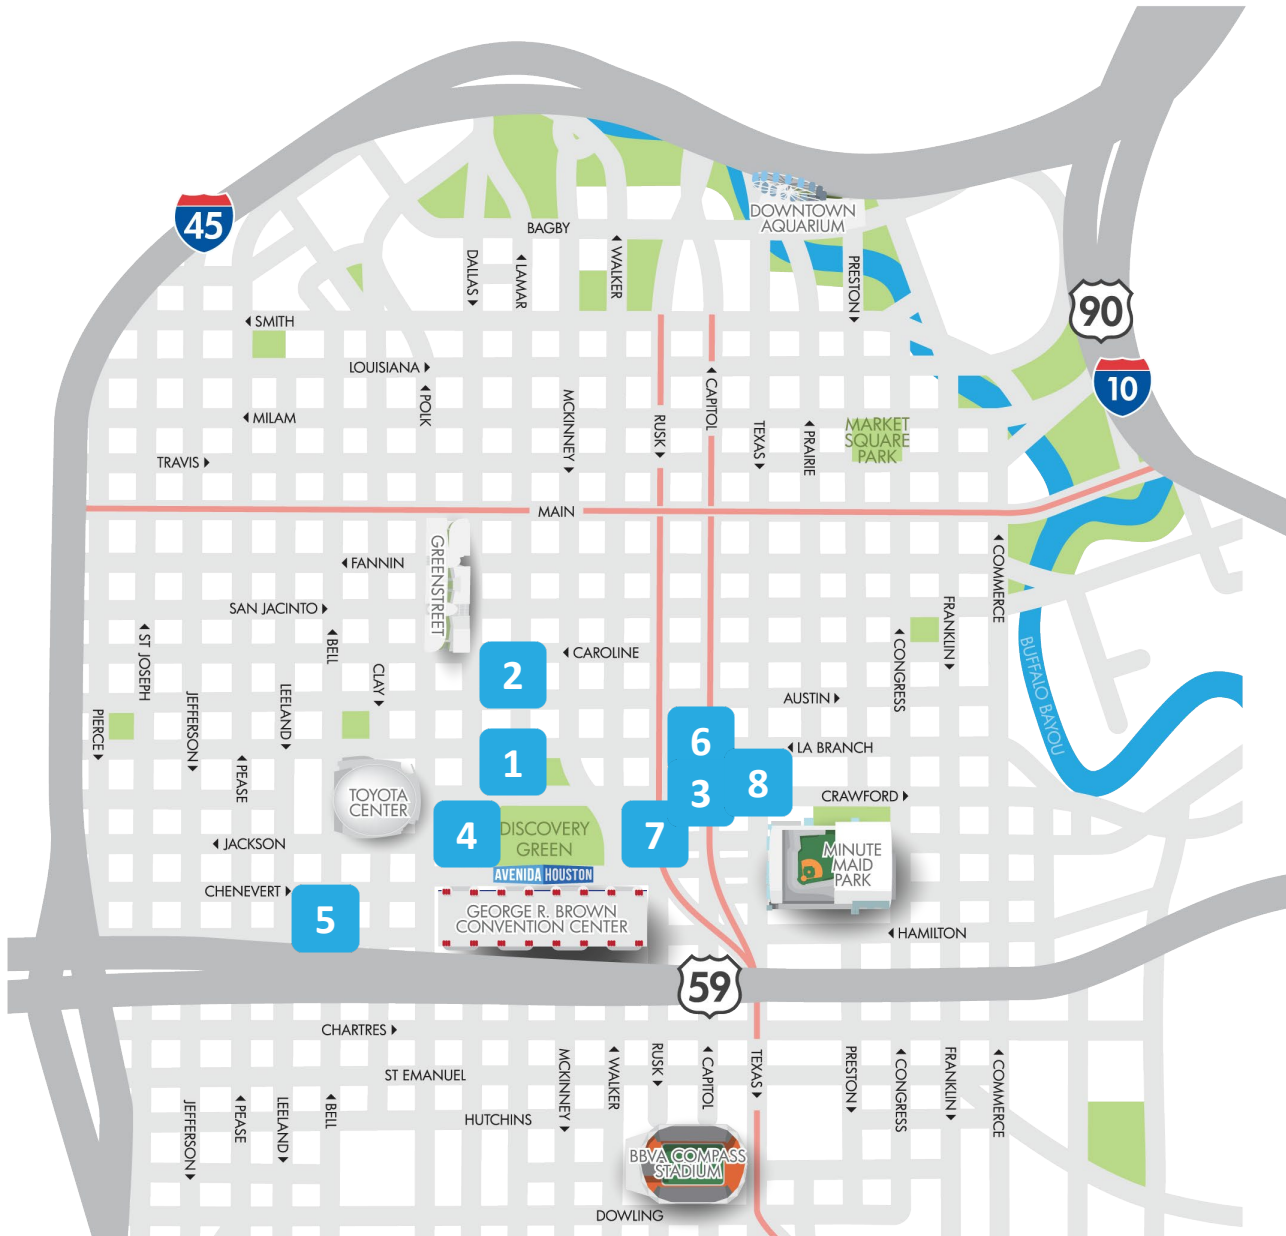 45
DOWNTOWN
AQUARIUM
BAGBY
DALLAS
LAMAR
WALKER
PRESTON
90
SMITH
LOUISIANA
10
POLK
MCKINNEY
RUSK
CAPITOL
TEXAS
PRAIRIE
MILAM
MARKET
SQUARE
PARK
TRAVIS
MAIN
GREENSTREET
FANNIN
COMMERCE
SAN JACINTO
ST JOSEPH
BELL
FRANKLIN
CONGRESS
2
CAROLINE
BUFFALO BAYOU
CLAY
JEFFERSON
LEELAND
AUSTIN
PIERCE
6
LA BRANCH
1
PEASE
TOYOTA
CENTER
3
8
CRAWFORD
4
DISCOVERY
GREEN
7
JACKSON
MINUTE
MAID
PARK
AVENIDA HOUSTON
CHENEVERT
5
GEORGE R. BROWN
CONVENTION CENTER
HAMILTON
59
CHARTRES
ST EMANUEL
MCKINNEY
WALKER
RUSK
CAPITOL
TEXAS
PRESTON
CONGRESS
FRANKLIN
COMMERCE
JEFFERSON
PEASE
LEELAND
BELL
HUTCHINS
BBVA COMPASS
STADIUM
DOWLING